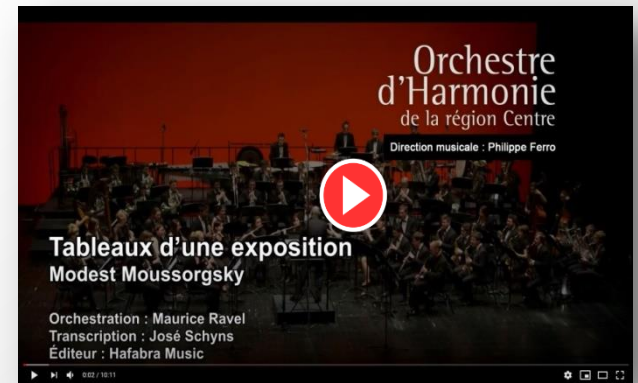 Orchestre
d'Harmonie
de la région Centre
Direction musicale : Philippe Ferro
Tableaux d'une exposition
Modest Moussorgsky
Orchestration : Maurice Ravel
Transcription : José Schyns
Éditeur : Hafabra Music
0:02 / 10:11